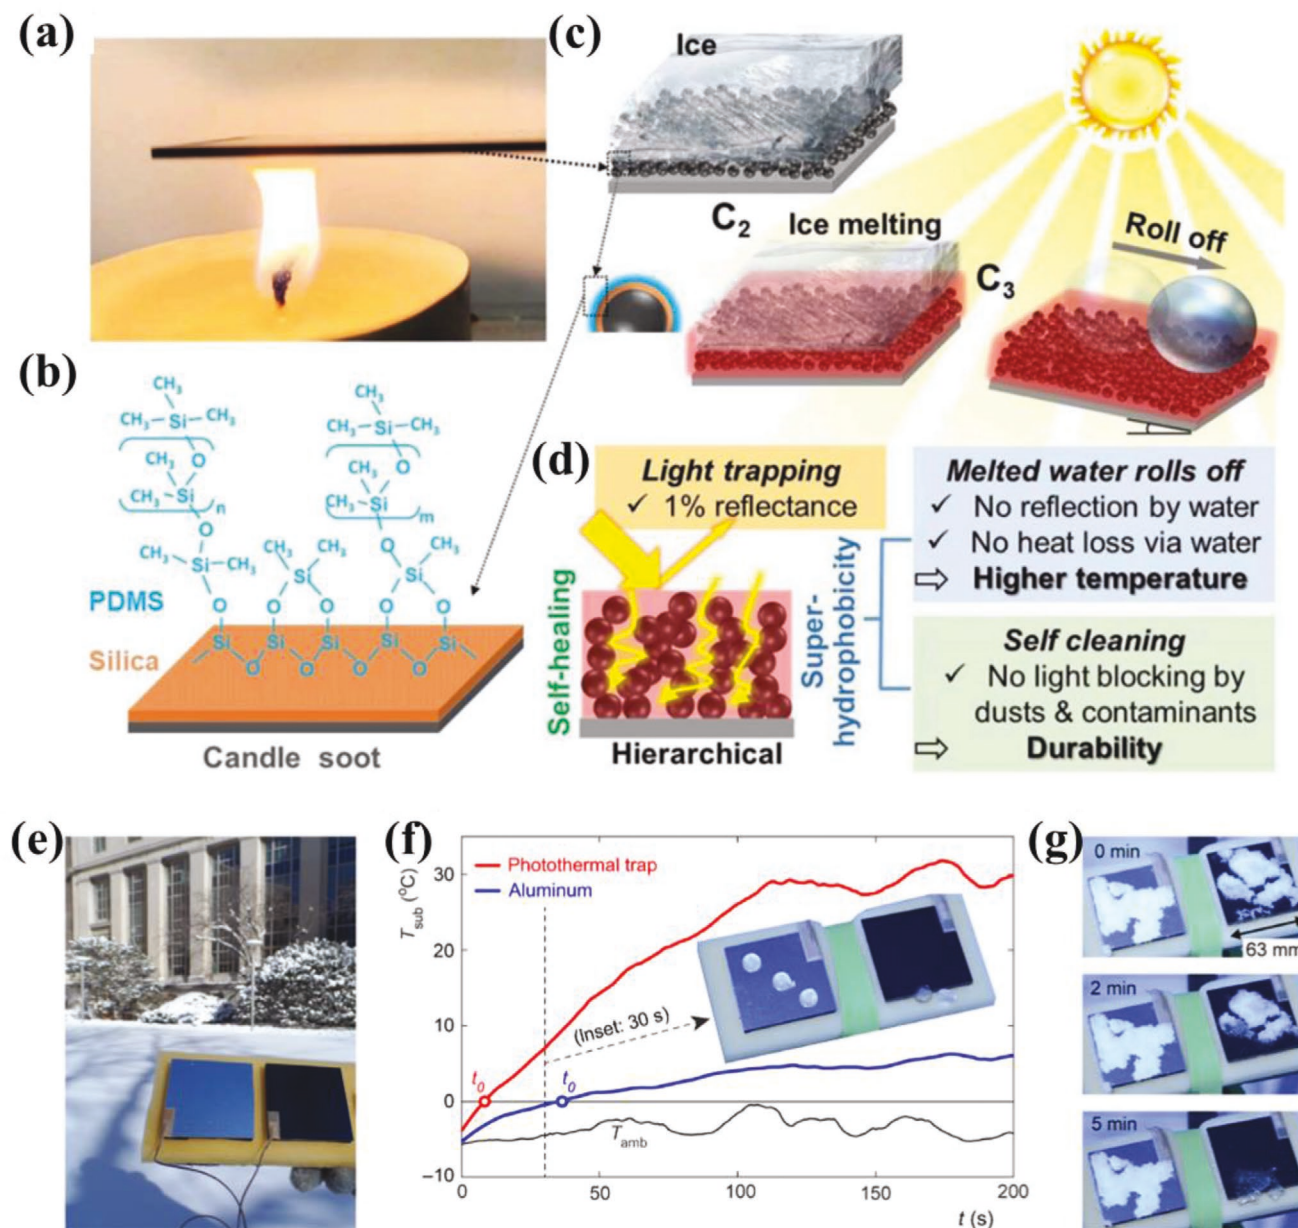 (a)
(c)
Ice
C2
Ice melting
C3
Roll off
(b)
CH3
CH3 Si CH3
O
CH3
CH3 Si
n
O
CH3 Si CH3
O
CH3
CH3 Si CH3
O
CH3
CH3 Si
m
O
CH3 CH3
Si
O O
CH3
Si
O O
PDMS
Silica
Si Si Si Si Si
O O O O
Candle soot
(d)
Light trapping
✓ 1% reflectance
Self-healing
Hierarchical
Super-
hydrophobicity
Melted water rolls off
✓ No reflection by water
✓ No heat loss via water
⇨ Higher temperature
Self cleaning
✓ No light blocking by
dusts & contaminants
⇨ Durability
(e)
(f)
Photothermal trap
Aluminum
Tsub (°C)
30
20
10
0
−10
t0
t0
(Inset: 30 s)
Tamb
0 50 100 150 200
t (s)
(g)
0 min
63 mm
2 min
5 min